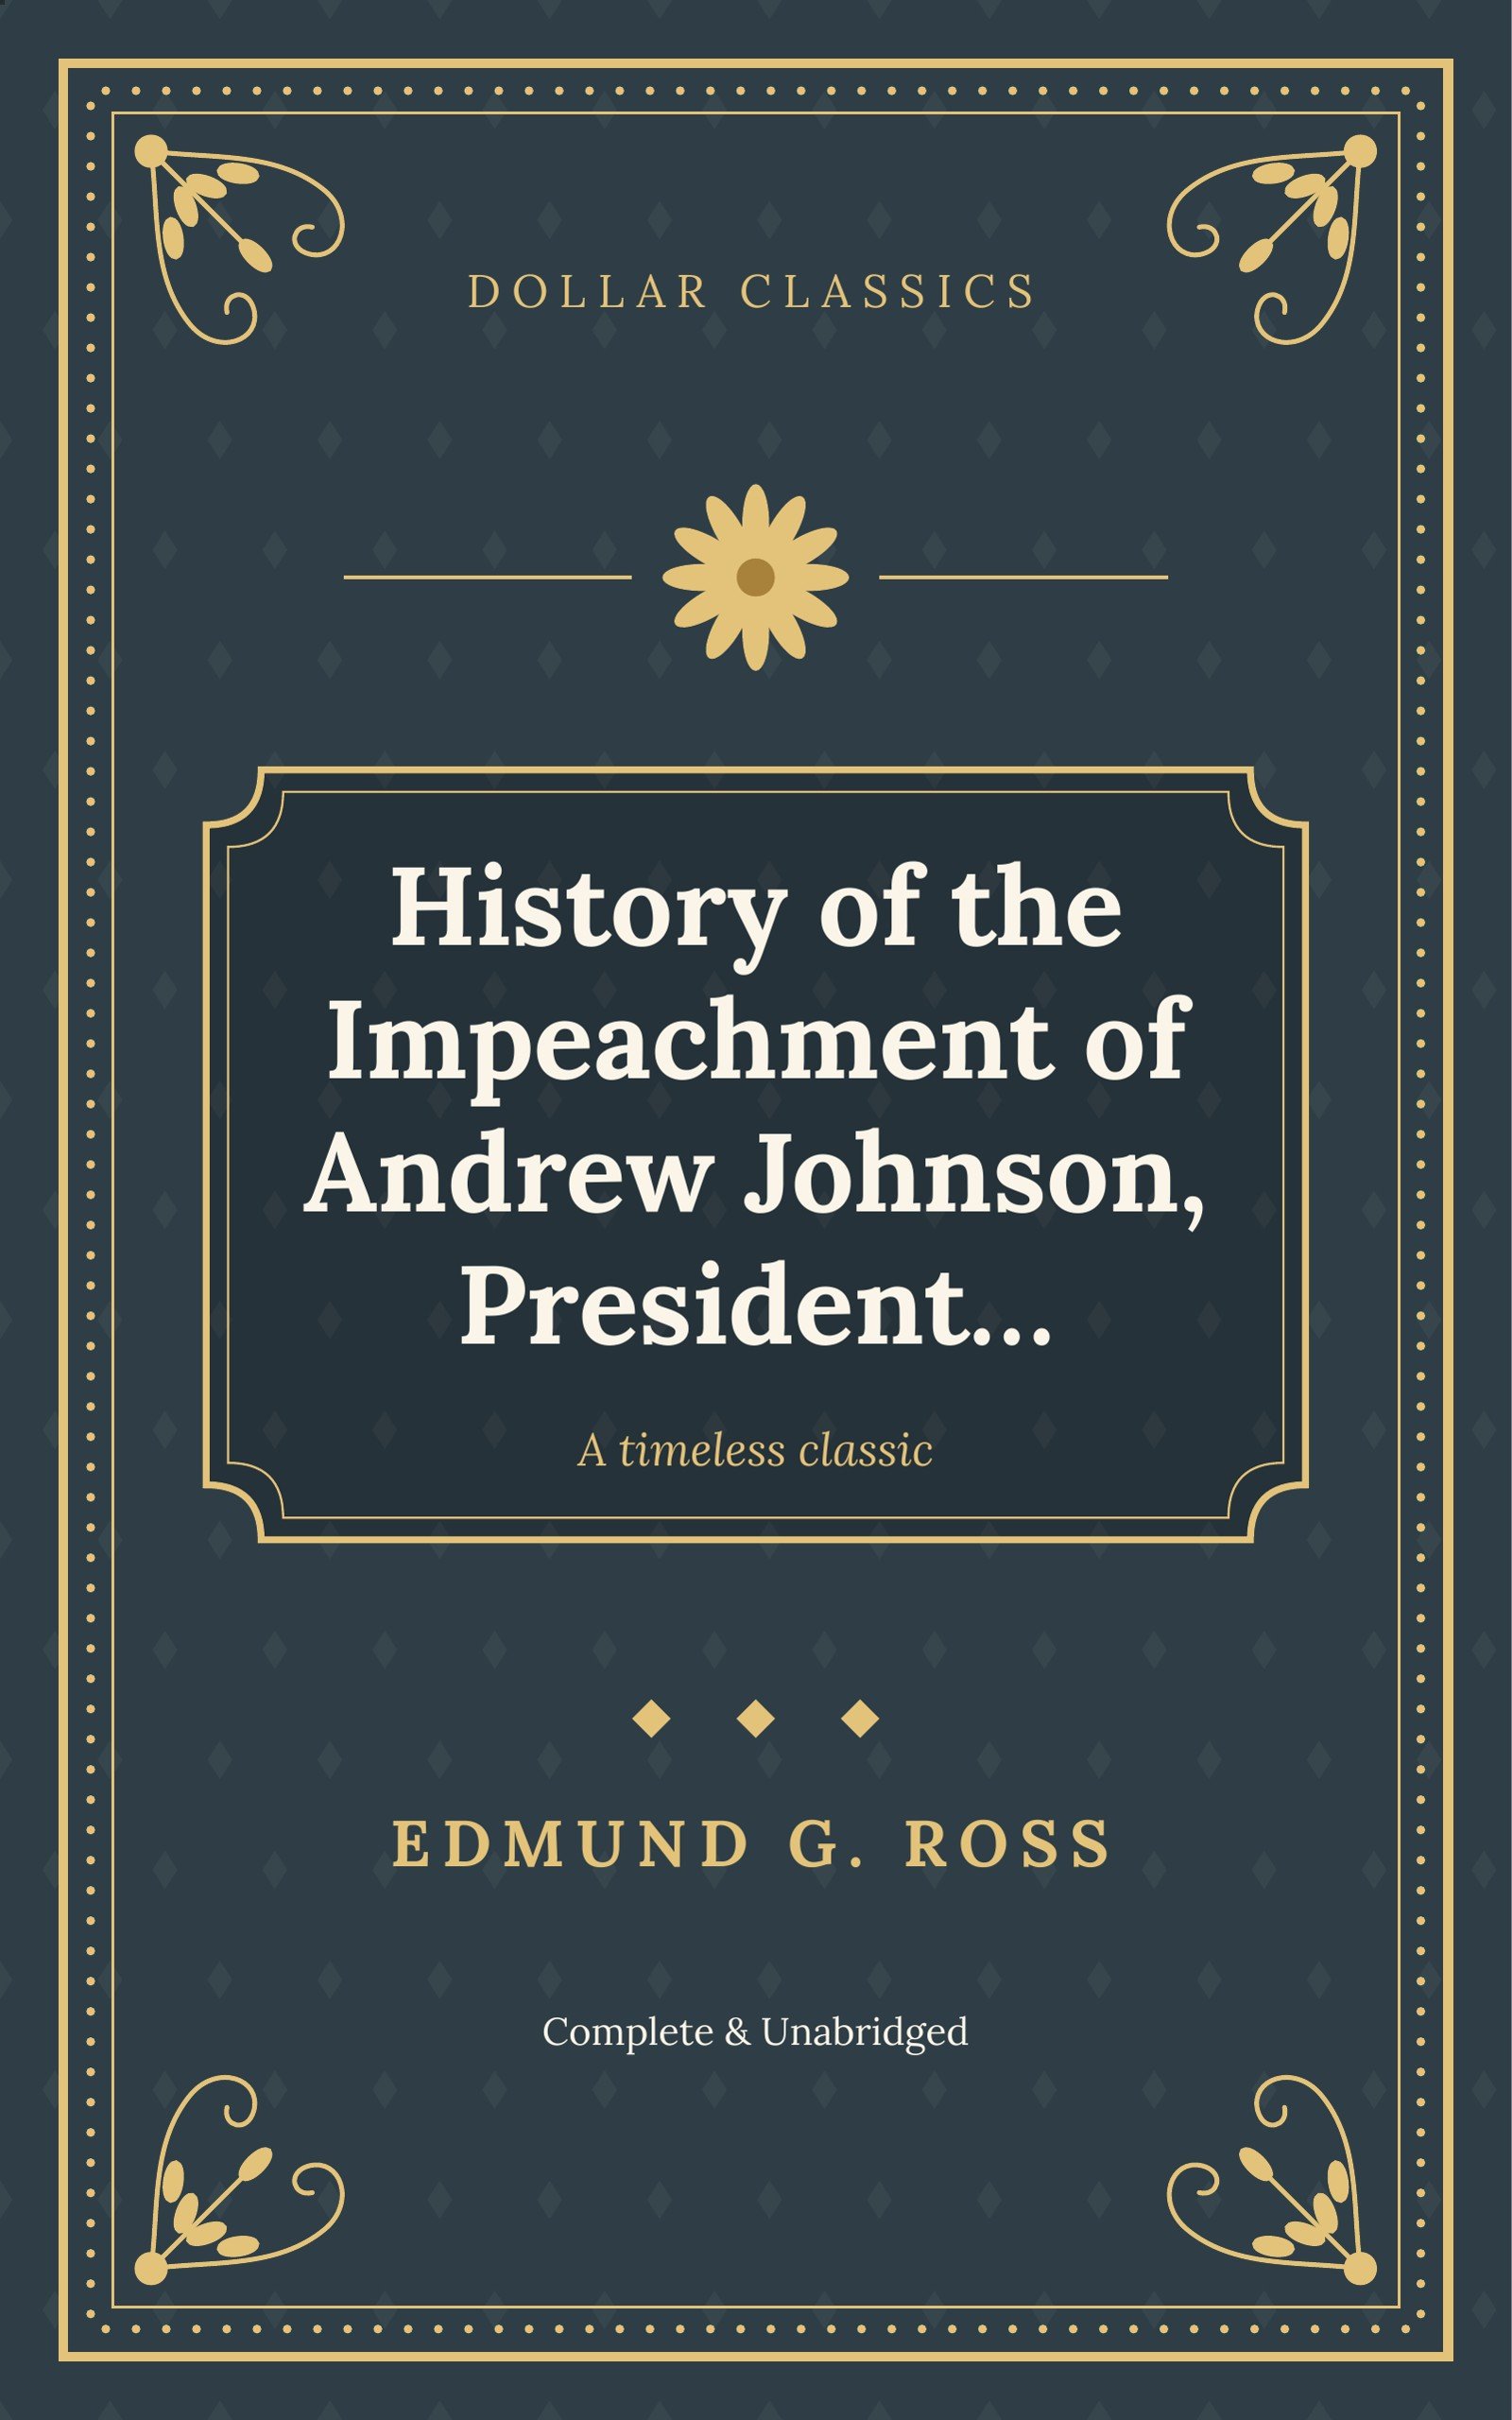 DOLLAR CLASSICS
History of the
Impeachment of
Andrew Johnson,
President...
A timeless classic
EDMUND G. ROSS
Complete & Unabridged